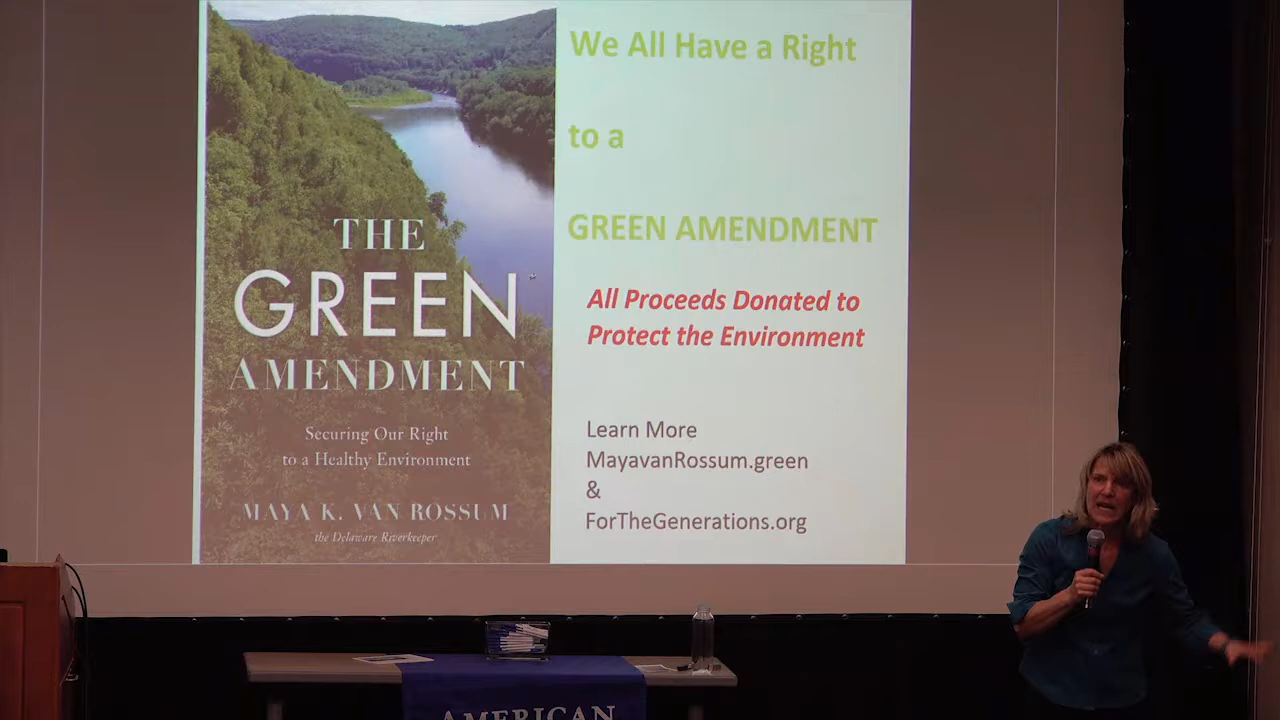 THE
GREEN
AMENDMENT
Securing Our Right
to a Healthy Environment
MAYA K. VAN ROSSUM
the Delaware Riverkeeper
We All Have a Right
to a
GREEN AMENDMENT
All Proceeds Donated to
Protect the Environment
Learn More
MayavanRossum.green
&
ForTheGenerations.org
AMERICAN